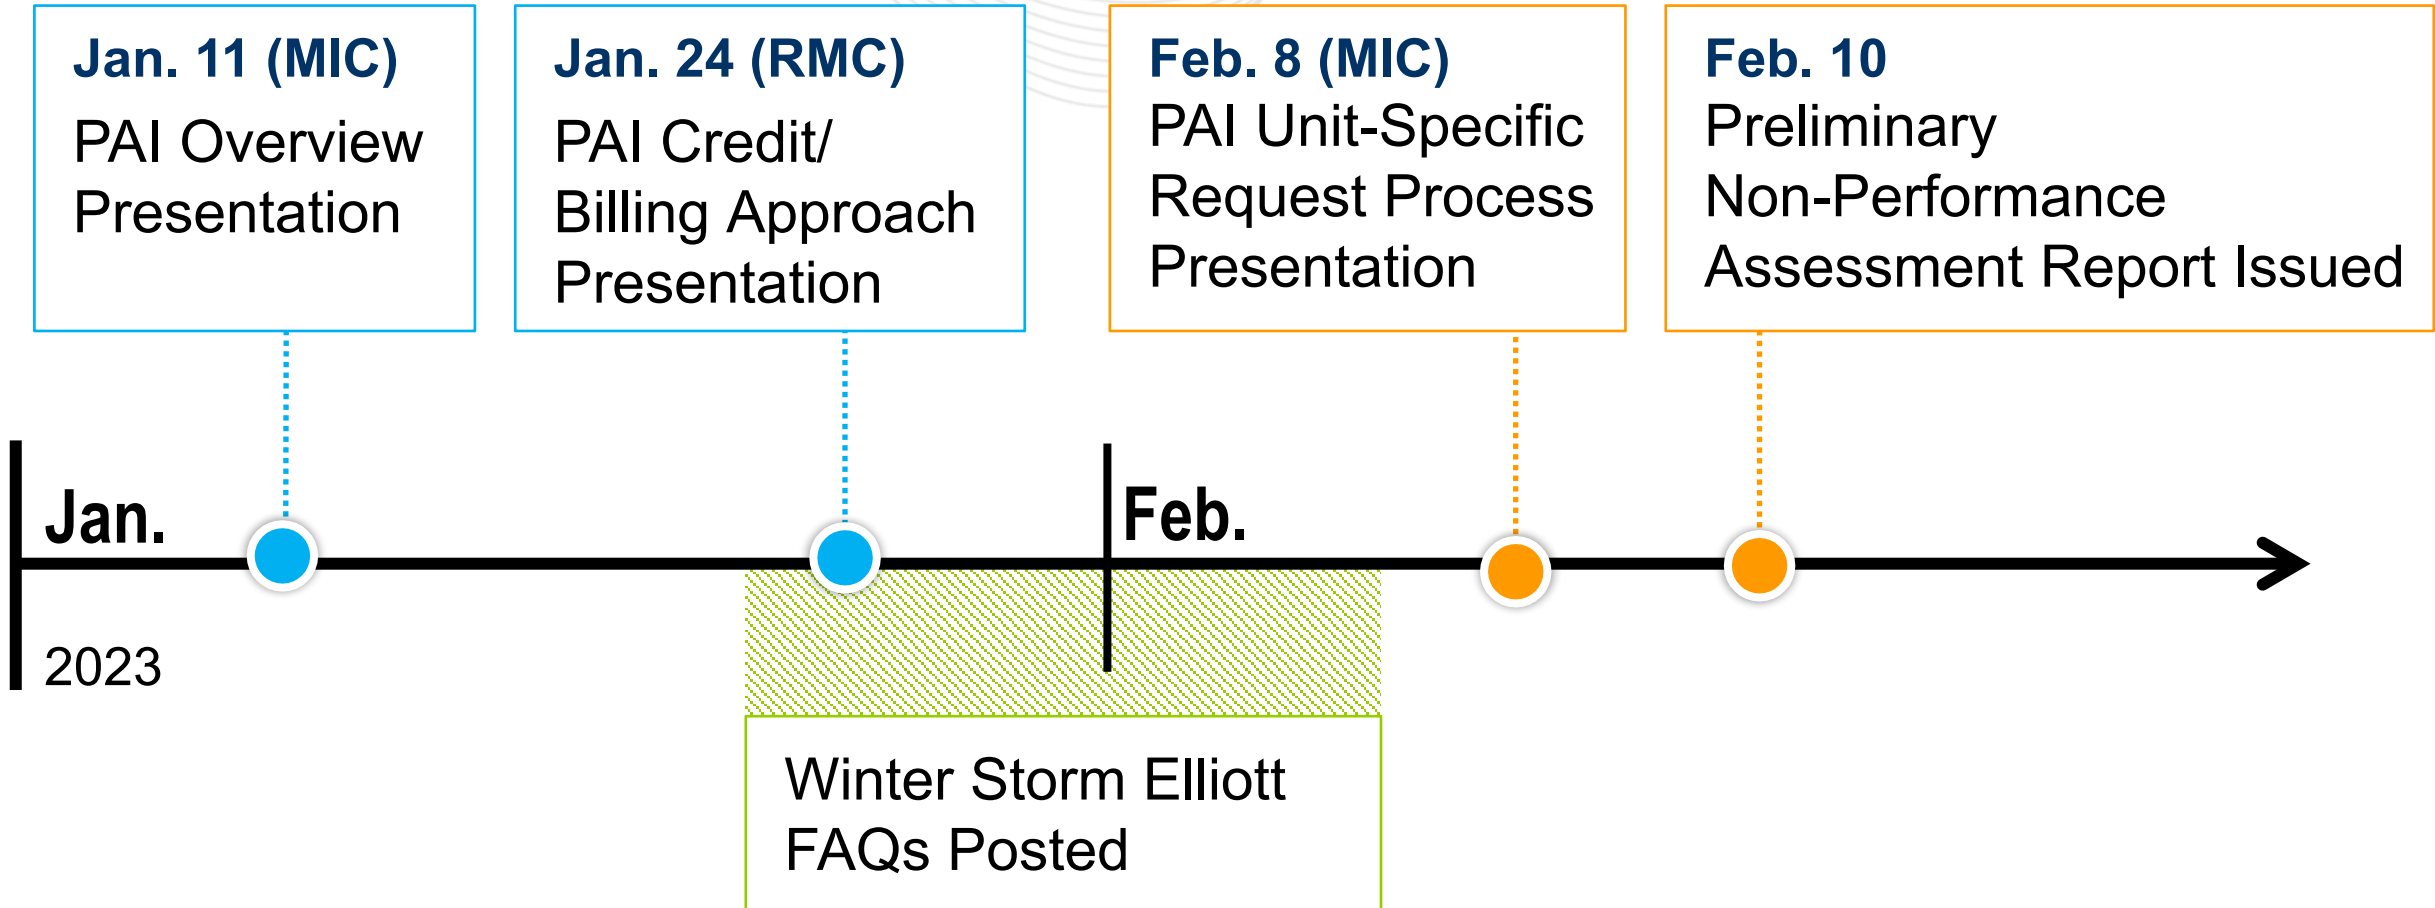 Jan. 11 (MIC)
PAI Overview
Presentation
Jan. 24 (RMC)
PAI Credit/
Billing Approach
Presentation
Feb. 8 (MIC)
PAI Unit-Specific
Request Process
Presentation
Feb. 10
Preliminary
Non-Performance
Assessment Report Issued
Jan.
Feb.
2023
Winter Storm Elliott
FAQs Posted